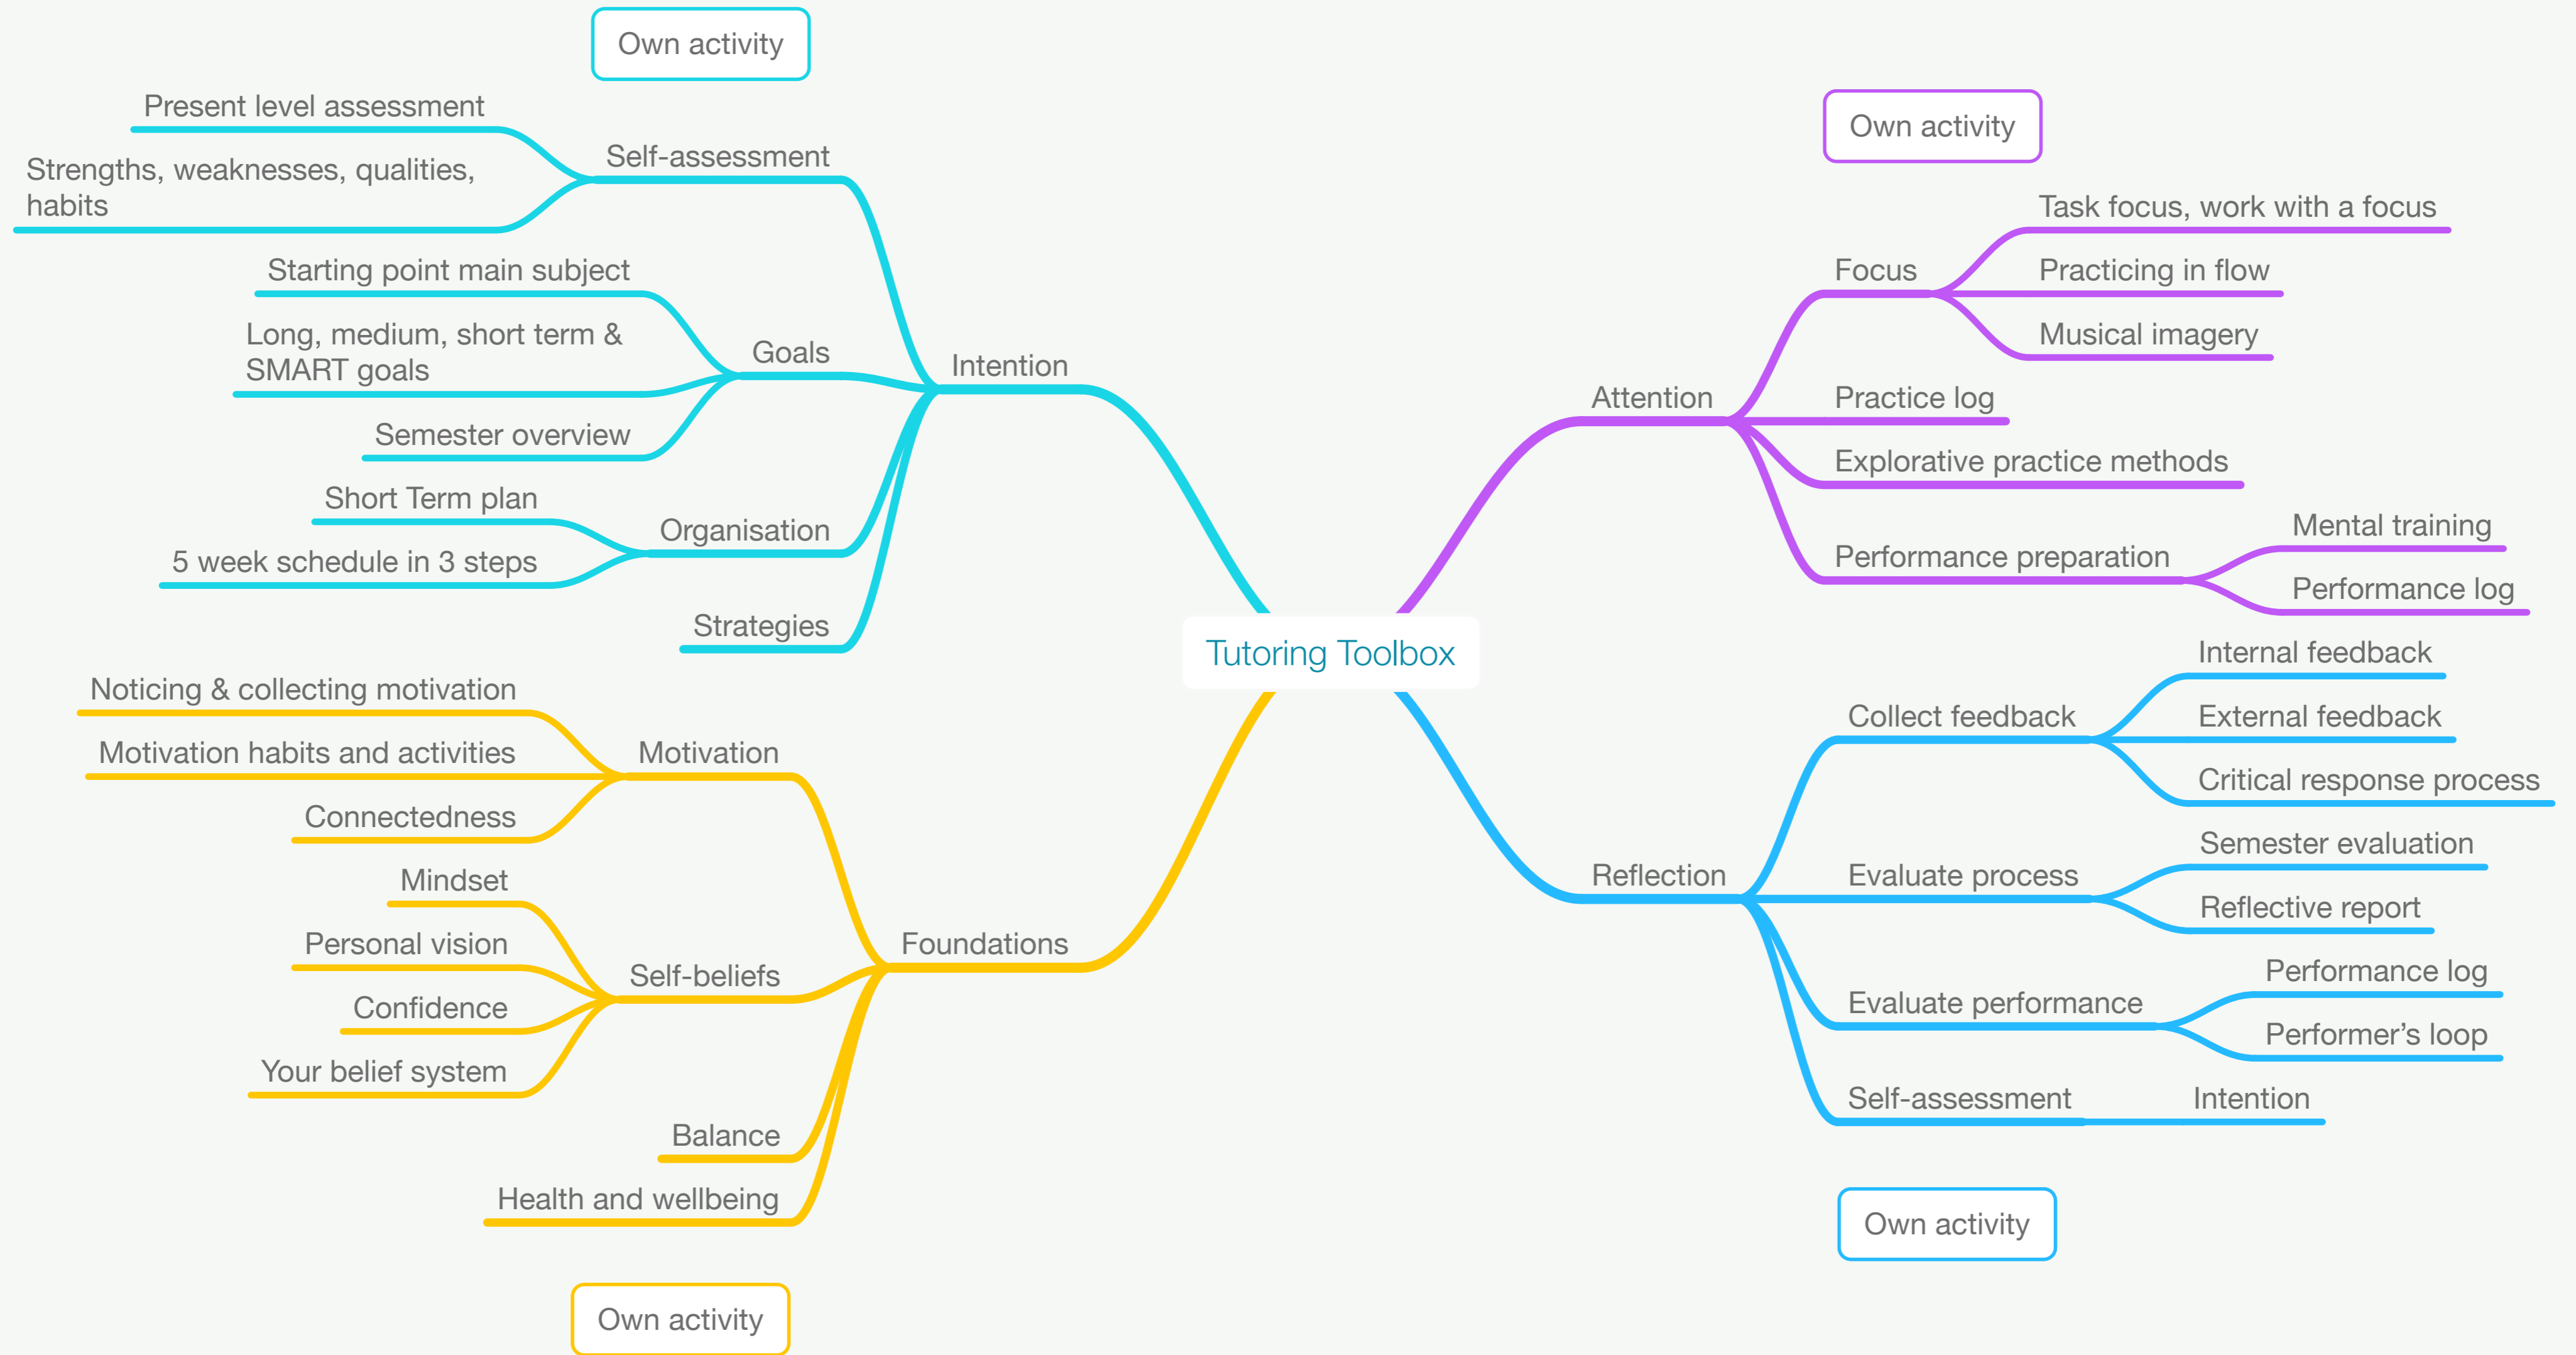 Own activity
Present level assessment
Strengths, weaknesses, qualities,
habits
Self-assessment
Starting point main subject
Long, medium, short term &
SMART goals
Semester overview
Goals
Intention
Short Term plan
5 week schedule in 3 steps
Organisation
Strategies
Noticing & collecting motivation
Motivation habits and activities
Connectedness
Motivation
Mindset
Personal vision
Confidence
Your belief system
Self-beliefs
Foundations
Balance
Health and wellbeing
Own activity
Tutoring Toolbox
Own activity
Attention
Focus
Task focus, work with a focus
Practicing in flow
Musical imagery
Practice log
Explorative practice methods
Performance preparation
Mental training
Performance log
Reflection
Collect feedback
Internal feedback
External feedback
Critical response process
Evaluate process
Semester evaluation
Reflective report
Evaluate performance
Performance log
Performer’s loop
Self-assessment
Intention
Own activity